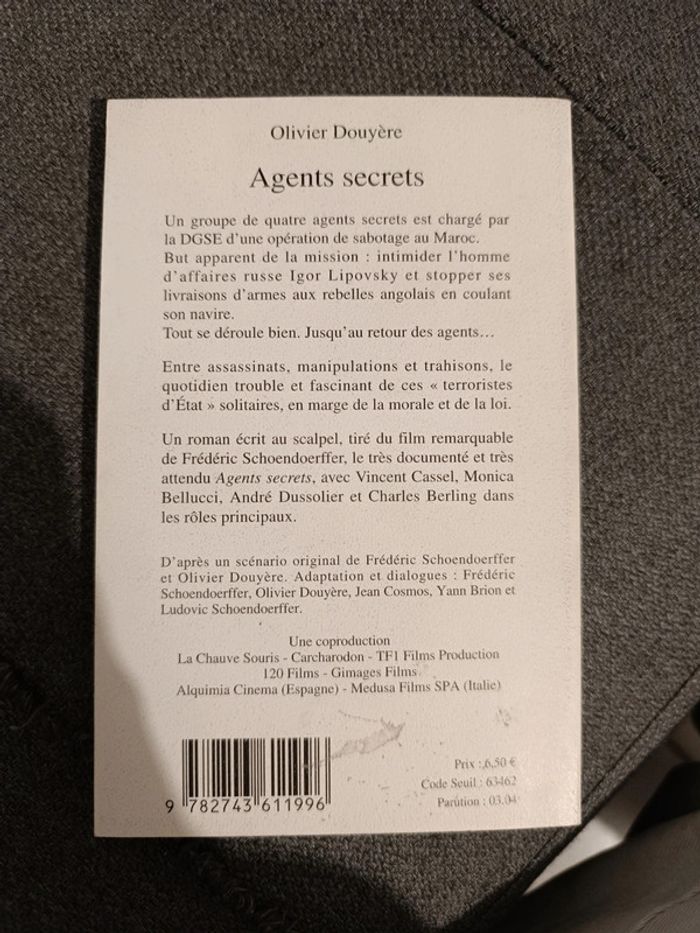 Olivier Douyère
Agents secrets
Un groupe de quatre agents secrets est chargé par
la DGSE d'une opération de sabotage au Maroc.
But apparent de la mission : intimider l'homme
d'affaires russe Igor Lipovsky et stopper ses
livraisons d'armes aux rebelles angolais en coulant
son navire.
Tout se déroule bien. Jusqu'au retour des agents…
Entre assassinats, manipulations et trahisons, le
quotidien trouble et fascinant de ces « terroristes
d'État » solitaires, en marge de la morale et de la loi.
Un roman écrit au scalpel, tiré du film remarquable
de Frédéric Schoendoerffer, le très documenté et très
attendu Agents secrets, avec Vincent Cassel, Monica
Bellucci, André Dussolier et Charles Berling dans
les rôles principaux.
D'après un scénario original de Frédéric Schoendoerffer
et Olivier Douyère. Adaptation et dialogues : Frédéric
Schoendoerffer, Olivier Douyère, Jean Cosmos, Yann Brion et
Ludovic Schoendoerffer.
Une coproduction
La Chauve Souris - Carcharodon - TF1 Films Production
120 Films - Gimages Films
Alquimia Cinema (Espagne) - Medusa Films SPA (Italie)
Prix : 6,50 €
Code Seuil : 63462
Parution : 03.04
9 782743 611996